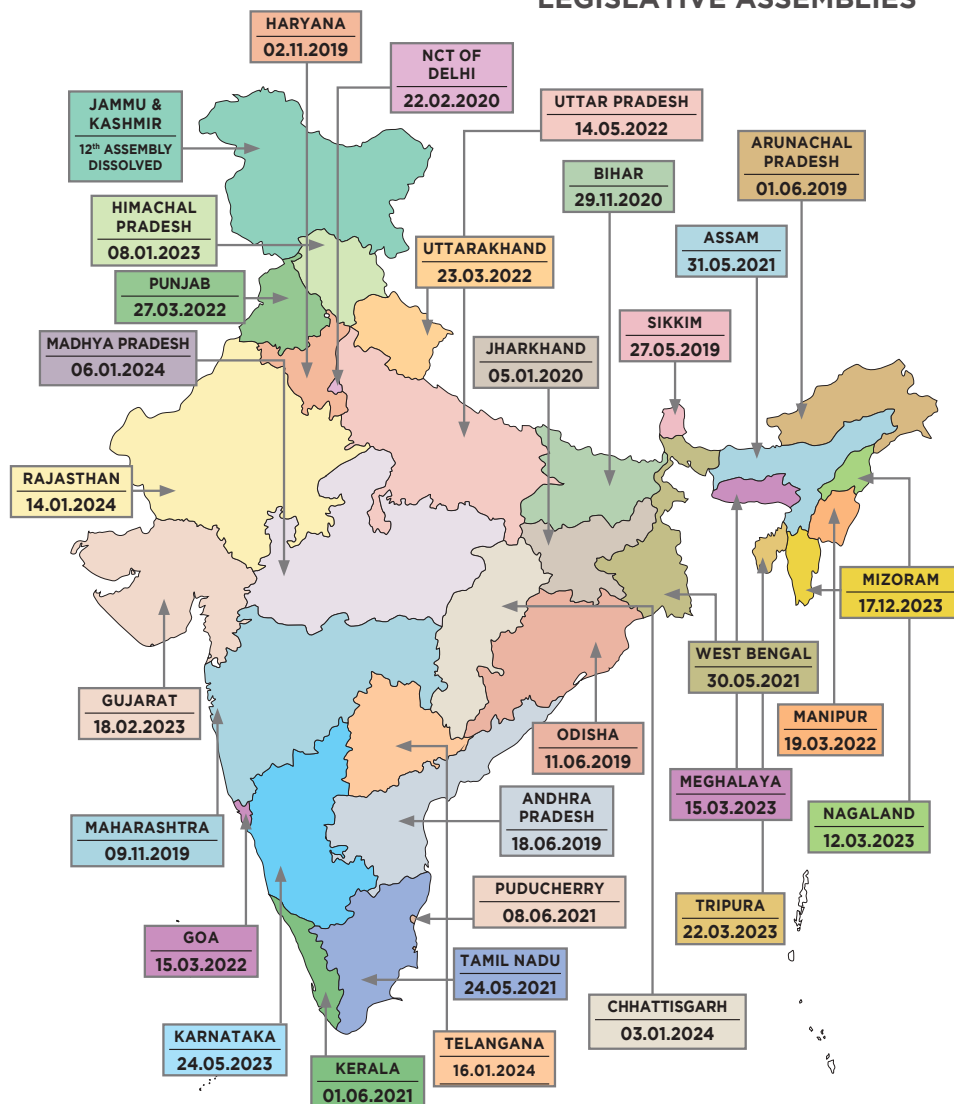 LEGISLATIVE ASSEMBLIES
HARYANA
02.11.2019
NCT OF
DELHI
22.02.2020
JAMMU &
KASHMIR
12th ASSEMBLY
DISSOLVED
UTTAR PRADESH
14.05.2022
ARUNACHAL
PRADESH
01.06.2019
BIHAR
29.11.2020
HIMACHAL
PRADESH
08.01.2023
UTTARAKHAND
23.03.2022
ASSAM
31.05.2021
PUNJAB
27.03.2022
SIKKIM
27.05.2019
MADHYA PRADESH
06.01.2024
JHARKHAND
05.01.2020
RAJASTHAN
14.01.2024
MIZORAM
17.12.2023
WEST BENGAL
30.05.2021
GUJARAT
18.02.2023
MANIPUR
19.03.2022
ODISHA
11.06.2019
MEGHALAYA
15.03.2023
NAGALAND
12.03.2023
ANDHRA
PRADESH
18.06.2019
MAHARASHTRA
09.11.2019
PUDUCHERRY
08.06.2021
TRIPURA
22.03.2023
GOA
15.03.2022
TAMIL NADU
24.05.2021
CHHATTISGARH
03.01.2024
KARNATAKA
24.05.2023
TELANGANA
16.01.2024
KERALA
01.06.2021